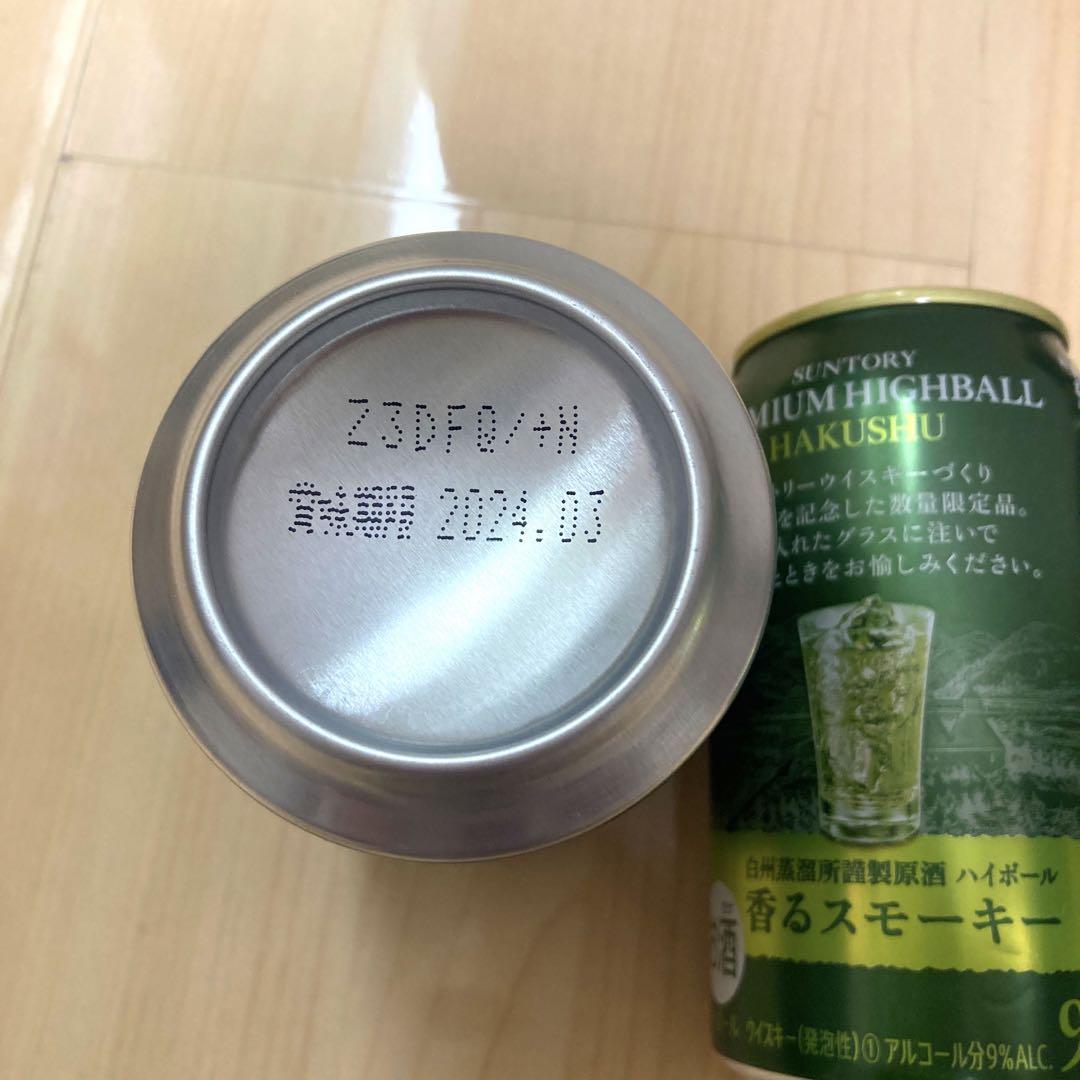 Z3DFQ/+N
賞味期限 2024.03
SUNTORY
MIUM HIGHBALL
HAKUSHU
リーウイスキーづくり
を記念した数量限定品。
入れたグラスに注いで
ときをお愉しみください。
白州蒸溜所謹製原酒 ハイボール
香るスモーキー
酒
ール ウイスキー(発泡性)① アルコール分9%ALC.